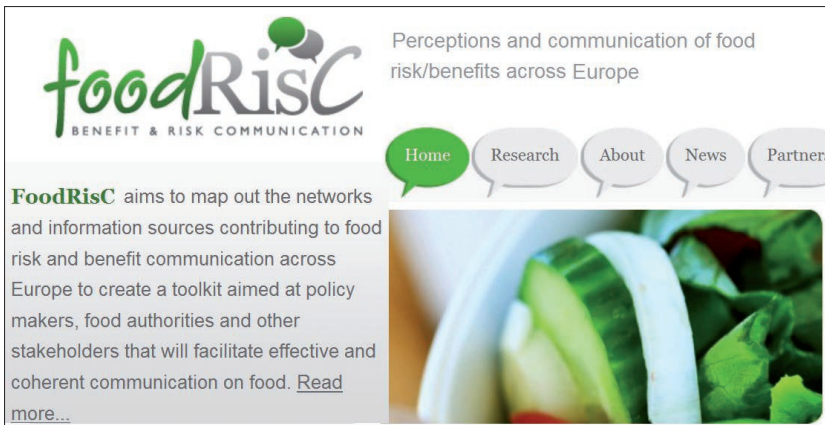 foodRisC
BENEFIT & RISK COMMUNICATION
Perceptions and communication of food
risk/benefits across Europe
Home Research About News Partner
FoodRisC aims to map out the networks
and information sources contributing to food
risk and benefit communication across
Europe to create a toolkit aimed at policy
makers, food authorities and other
stakeholders that will facilitate effective and
coherent communication on food. Read
more...